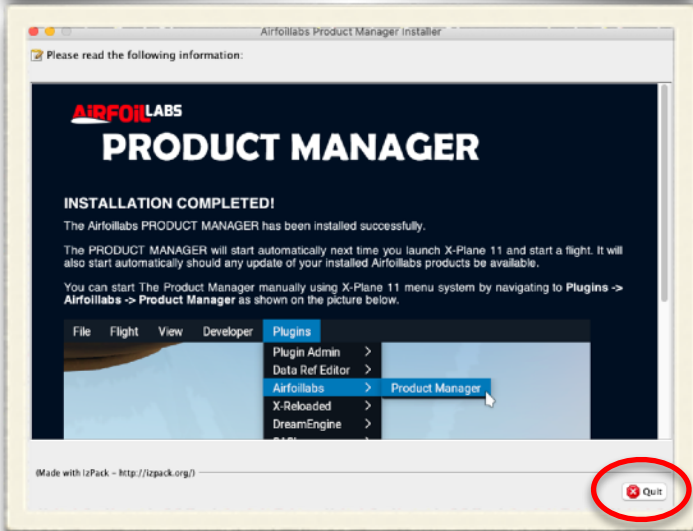 Airfoillabs Product Manager Installer
Please read the following information:
AIRFOILLABS
PRODUCT MANAGER
INSTALLATION COMPLETED!
The Airfoillabs PRODUCT MANAGER has been installed successfully.
The PRODUCT MANAGER will start automatically next time you launch X-Plane 11 and start a flight. It will
also start automatically should any update of your installed Airfoillabs products be available.
You can start The Product Manager manually using X-Plane 11 menu system by navigating to Plugins ->
Airfoillabs -> Product Manager as shown on the picture below.
File Flight View Developer Plugins
Plugin Admin >
Data Ref Editor >
Airfoillabs > Product Manager
X-Reloaded >
DreamEngine >
(Made with IzPack - http://izpack.org/)
Quit